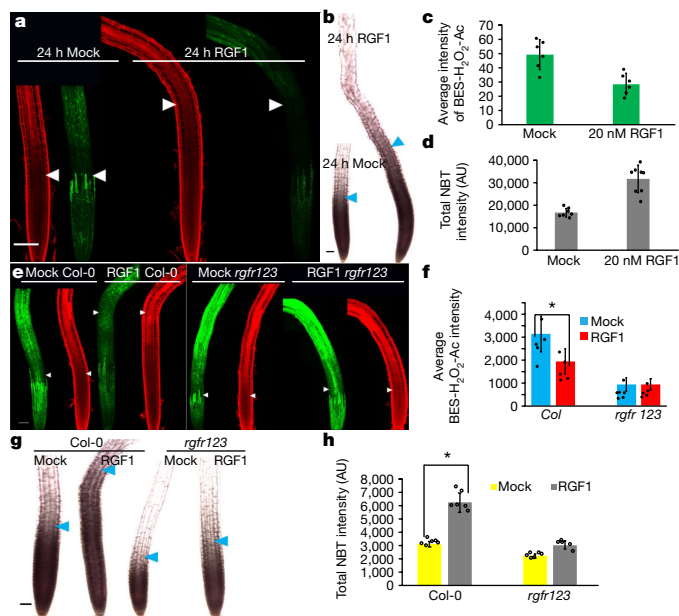 a
24 h Mock
24 h RGF1
b
24 h RGF1
24 h Mock
c
Average intensity
of BES-H₂O₂-Ac
70
60
50
40
30
20
10
0
Mock
20 nM RGF1
d
Total NBT
intensity (AU)
40,000
30,000
20,000
10,000
0
Mock
20 nM RGF1
e
Mock Col-0
RGF1 Col-0
Mock rgfr123
RGF1 rgfr123
f
Average
BES-H₂O₂-Ac intensity
4,000
3,000
2,000
1,000
0
*
Mock
RGF1
Col
rgfr 123
g
Col-0
rgfr123
Mock
RGF1
Mock
RGF1
h
Total NBT intensity (AU)
8,000
7,000
6,000
5,000
4,000
3,000
2,000
1,000
0
*
Mock
RGF1
Col-0
rgfr123